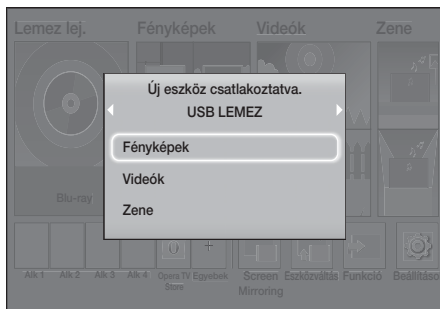 Lemez lej. Fényképek Videók Zene
Új eszköz csatlakoztatva.
USB LEMEZ
Fényképek
Videók
Zene
Blu-ray
Alk 1 Alk 2 Alk 3 Alk 4 Opera TV Store Egyebek Screen Mirroring Eszközváltás Funkció Beállításo